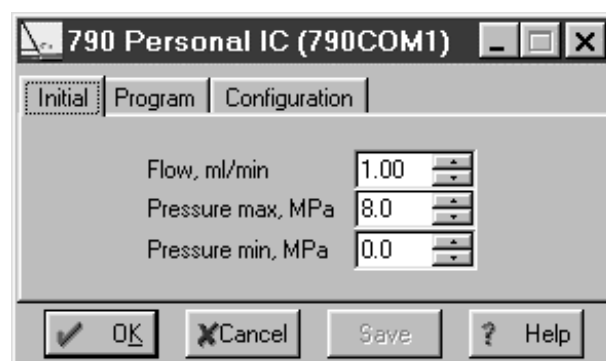 790 Personal IC (790COM1)
Initial Program Configuration
Flow, ml/min 1.00
Pressure max, MPa 8.0
Pressure min, MPa 0.0
OK Cancel Save ? Help